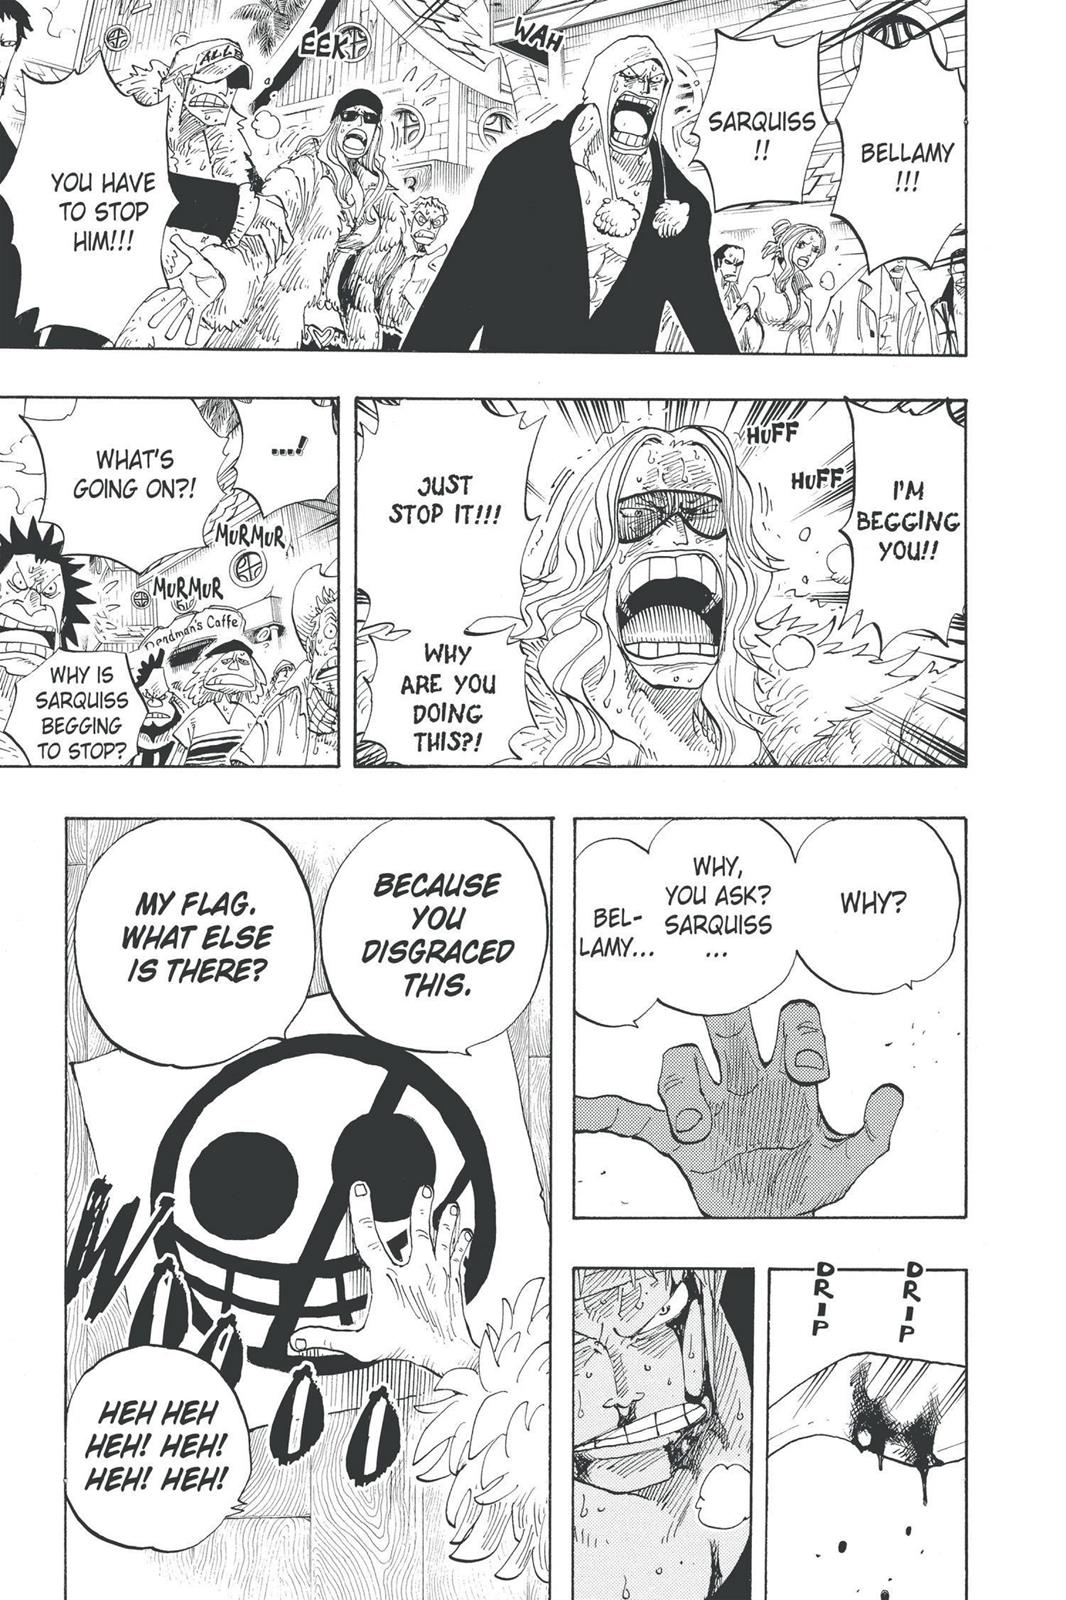 BELLAMY
!!!
SARQUISS
!!
WAH
EEK
YOU HAVE
TO STOP
HIM!!!
HUFF
HUFF
I'M
BEGGING
YOU!!
JUST
STOP IT!!!
WHY
ARE YOU
DOING
THIS?!
...!
WHAT'S
GOING ON?!
MURMUR
MURMUR
Caffe
WHY IS
SARQUISS
BEGGING
TO STOP?
WHY?
WHY,
YOU ASK?
SARQUISS
...
BEL-
LAMY...
DRIP
DRIP
BECAUSE
YOU
DISGRACED
THIS.
MY FLAG.
WHAT ELSE
IS THERE?
HEH HEH
HEH! HEH!
HEH! HEH!